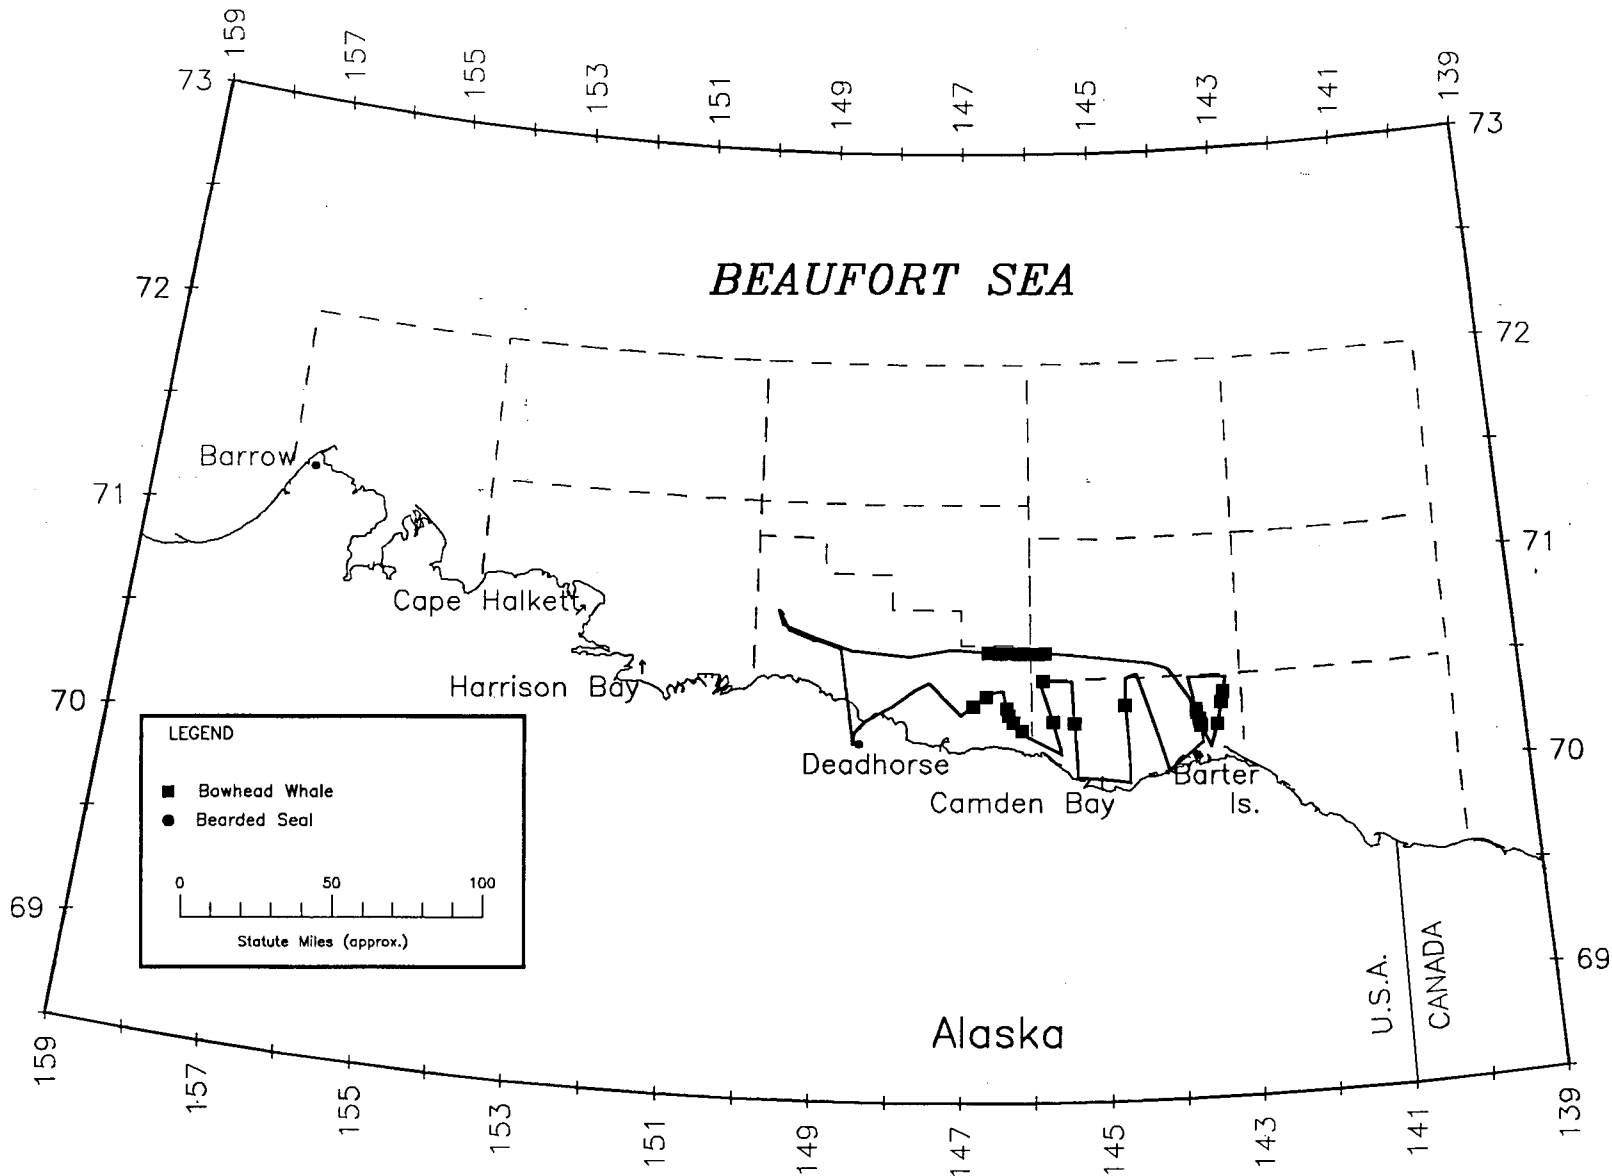 159
157
155
153
151
149
147
145
143
141
139
73
73
72
BEAUFORT SEA
72
Barrow
71
71
Cape Halkett
Harrison Bay
70
70
LEGEND
Deadhorse
Barter
Is.
Camden Bay
Bowhead Whale
Bearded Seal
0 50 100
Statute Miles (approx.)
69
69
U.S.A.
CANADA
Alaska
159
157
155
153
151
149
147
145
143
141
139